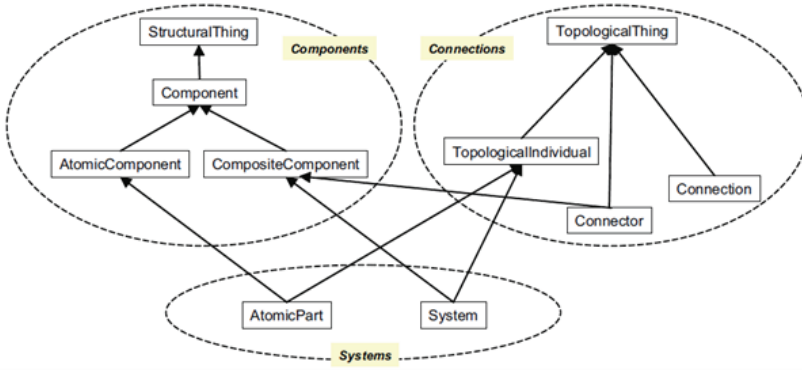 StructuralThing
Components
Connections
TopologicalThing
Component
AtomicComponent
CompositeComponent
TopologicalIndividual
Connection
Connector
AtomicPart
System
Systems